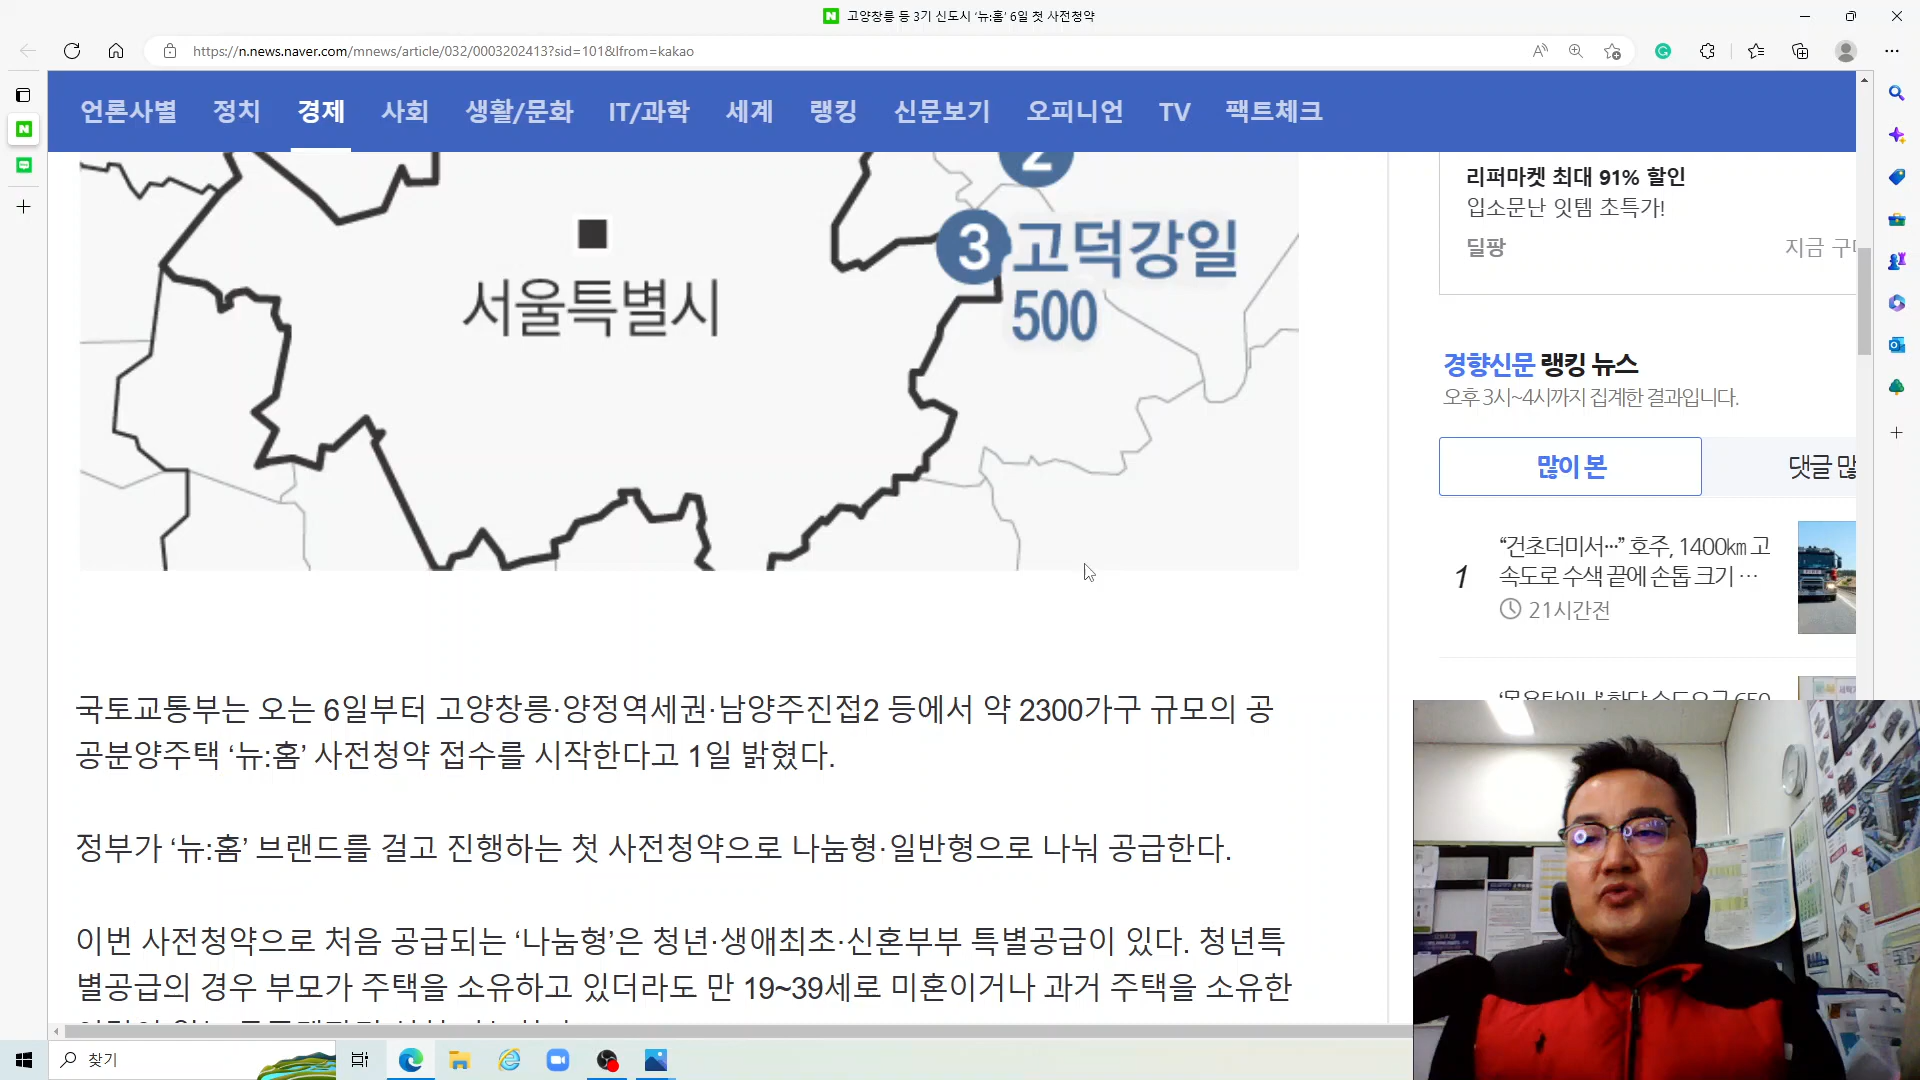 고양창릉 등 3기 신도시 ‘뉴:홈’ 6일 첫 사전청약
https://n.news.naver.com/mnews/article/032/0003202413?sid=101&lfrom=kakao
언론사별 정치 경제 사회 생활/문화 IT/과학 세계 랭킹 신문보기 오피니언 TV 팩트체크
2
3 고덕강일
500
서울특별시
리퍼마켓 최대 91% 할인
입소문난 잇템 초특가!
딜팡 지금
경향신문 랭킹 뉴스
오후 3시~4시까지 집계한 결과입니다.
많이 본 댓글
1
“건초더미서…” 호주, 1400㎞ 고
속도로 수색 끝에 손톱 크기 …
21시간전
국토교통부는 오는 6일부터 고양창릉·양정역세권·남양주진접2 등에서 약 2300가구 규모의 공
공분양주택 ‘뉴:홈’ 사전청약 접수를 시작한다고 1일 밝혔다.
정부가 ‘뉴:홈’ 브랜드를 걸고 진행하는 첫 사전청약으로 나눔형·일반형으로 나눠 공급한다.
이번 사전청약으로 처음 공급되는 ‘나눔형’은 청년·생애최초·신혼부부 특별공급이 있다. 청년특
별공급의 경우 부모가 주택을 소유하고 있더라도 만 19~39세로 미혼이거나 과거 주택을 소유한
찾기